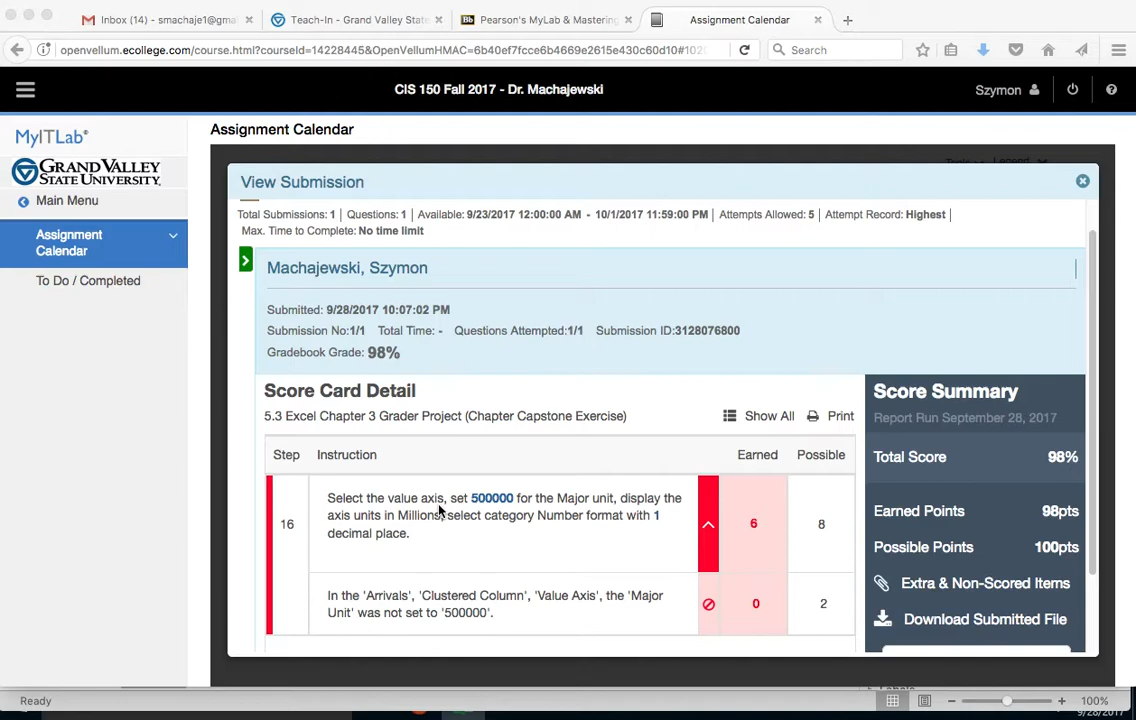 Inbox (14) - smachaje1@gmail
Teach-In - Grand Valley State
Bb Pearson's MyLab & Mastering
Assignment Calendar
openvellum.ecollege.com/course.html?courseId=14228445&OpenVellumHMAC=6b40ef7fcce6b4669e2615e430c60d10#102
Search
CIS 150 Fall 2017 - Dr. Machajewski
Szymon
MyITLab®
GRAND VALLEY
STATE UNIVERSITY
Main Menu
Assignment
Calendar
To Do / Completed
Assignment Calendar
View Submission
Total Submissions: 1 | Questions: 1 | Available: 9/23/2017 12:00:00 AM - 10/1/2017 11:59:00 PM | Attempts Allowed: 5 | Attempt Record: Highest |
Max. Time to Complete: No time limit
Machajewski, Szymon
Submitted: 9/28/2017 10:07:02 PM
Submission No:1/1 Total Time: - Questions Attempted:1/1 Submission ID:3128076800
Gradebook Grade: 98%
Score Card Detail
5.3 Excel Chapter 3 Grader Project (Chapter Capstone Exercise)
Show All Print
Step Instruction Earned Possible
16
Select the value axis, set 500000 for the Major unit, display the
axis units in Millions, select category Number format with 1
decimal place.
6 8
In the 'Arrivals', 'Clustered Column', 'Value Axis', the 'Major
Unit' was not set to '500000'.
0 2
Score Summary
Report Run September 28, 2017
Total Score 98%
Earned Points 98pts
Possible Points 100pts
Extra & Non-Scored Items
Download Submitted File
Ready
100%
9/28/2017